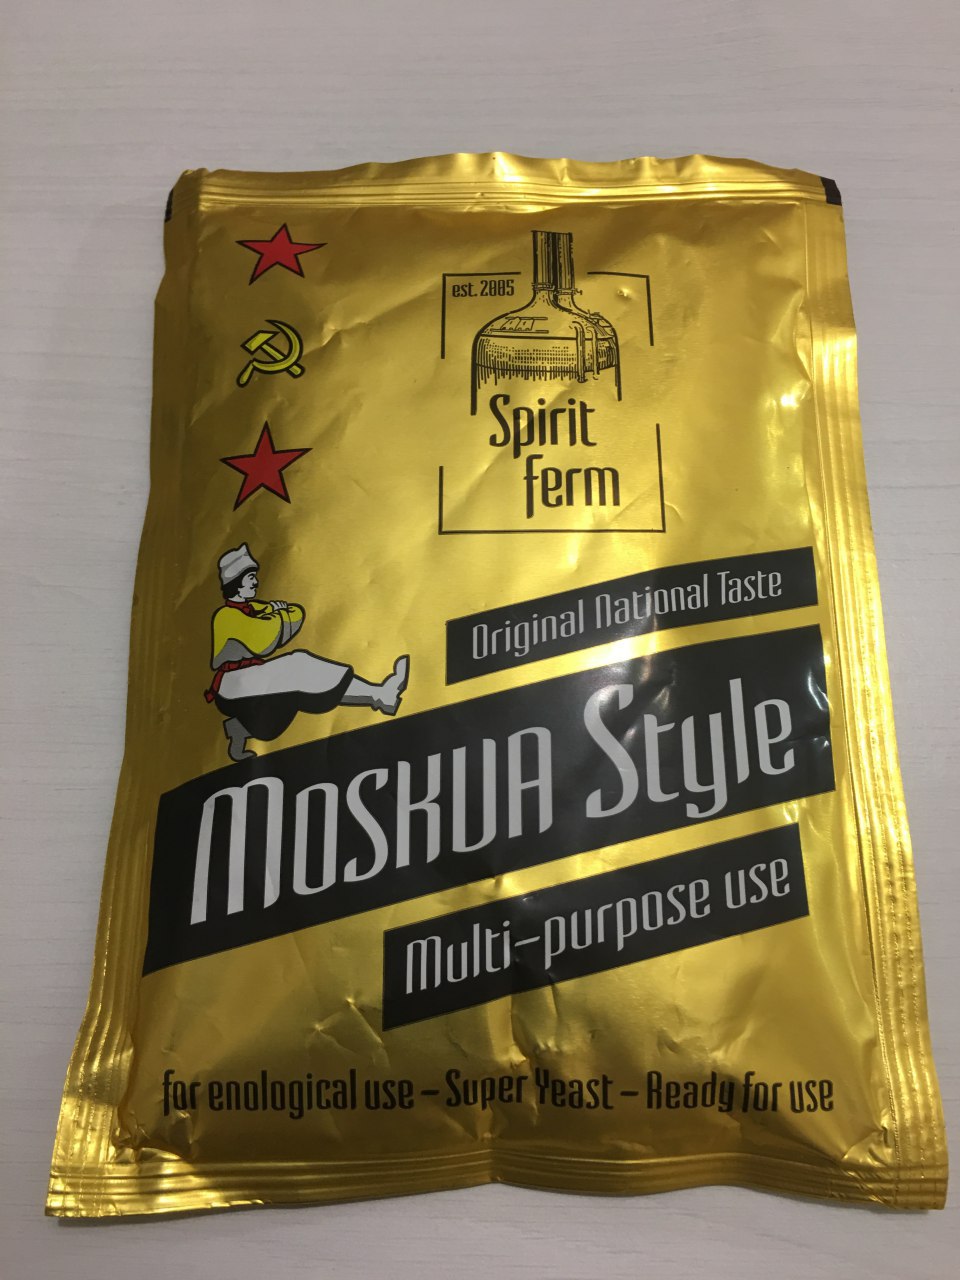 est. 2005
Spirit
ferm
Original National Taste
MOSKUA Style
Multi-purpose use
for enological use – Super Yeast – Ready for use